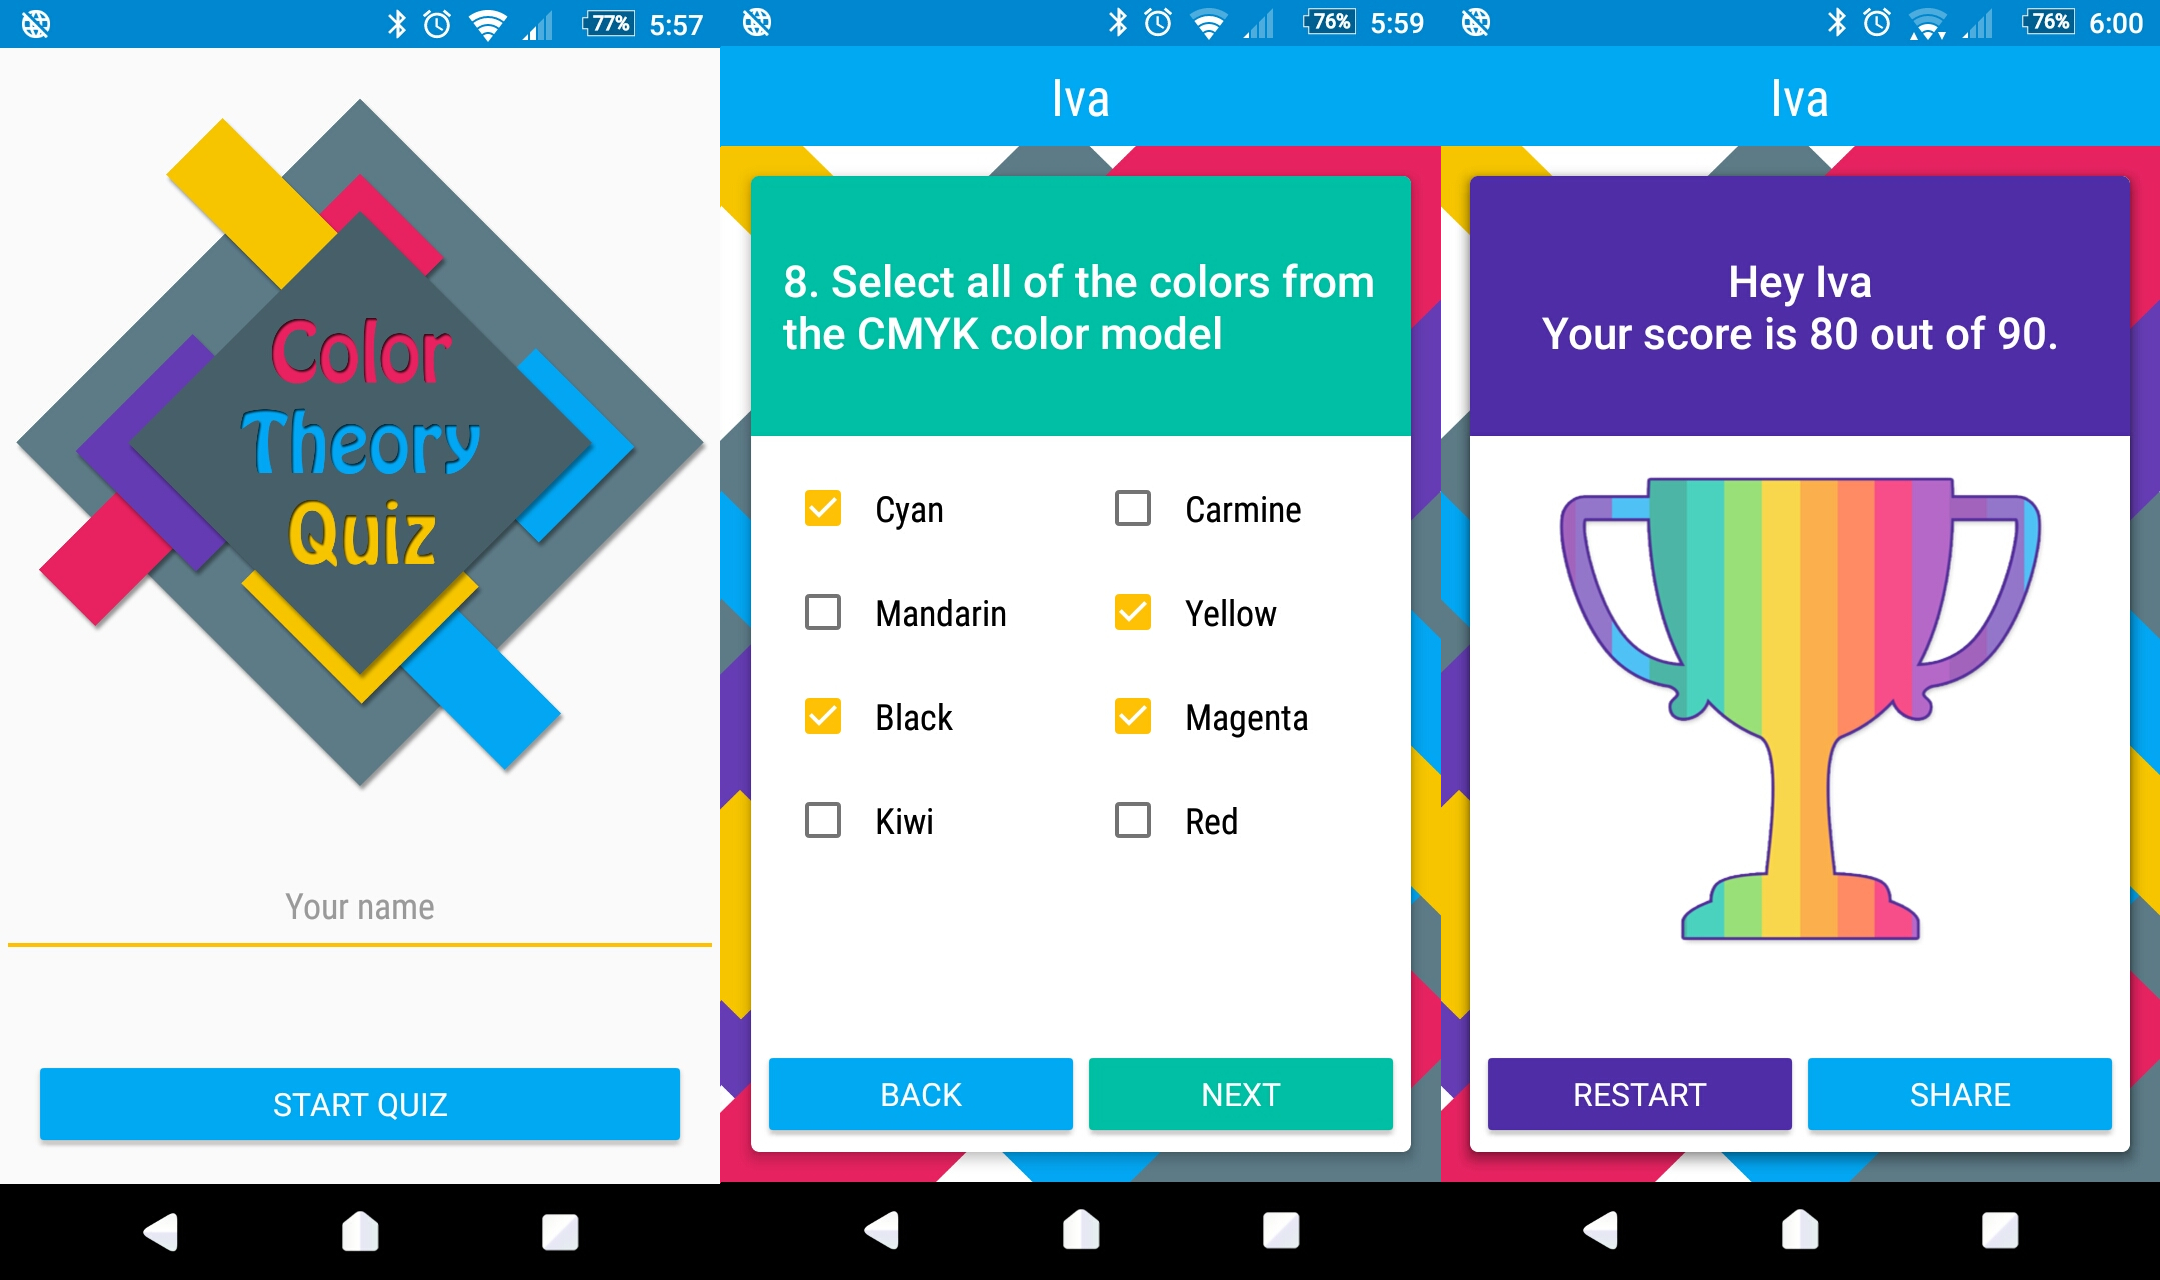 77% 5:57
Color
Theory
Quiz
Your name
START QUIZ
76% 5:59
Iva
8. Select all of the colors from
the CMYK color model
Cyan
Carmine
Mandarin
Yellow
Black
Magenta
Kiwi
Red
BACK
NEXT
76% 6:00
Iva
Hey Iva
Your score is 80 out of 90.
RESTART
SHARE